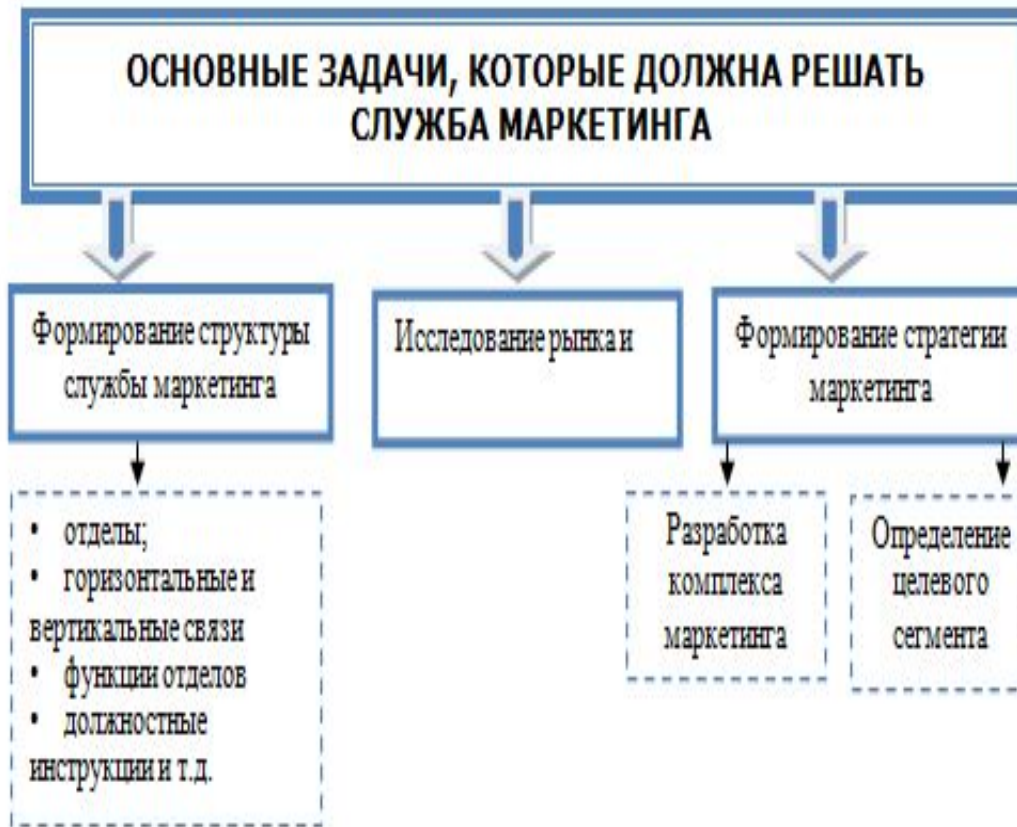 ОСНОВНЫЕ ЗАДАЧИ, КОТОРЫЕ ДОЛЖНА РЕШАТЬ
СЛУЖБА МАРКЕТИНГА
Формирование структуры
службы маркетинга
Исследование рынка и
Формирование стратегии
маркетинга
• отделы;
• горизонтальные и
вертикальные связи
• функции отделов
• должностные
инструкции и т.д.
Разработка
комплекса
маркетинга
Определение
целевого
сегмента